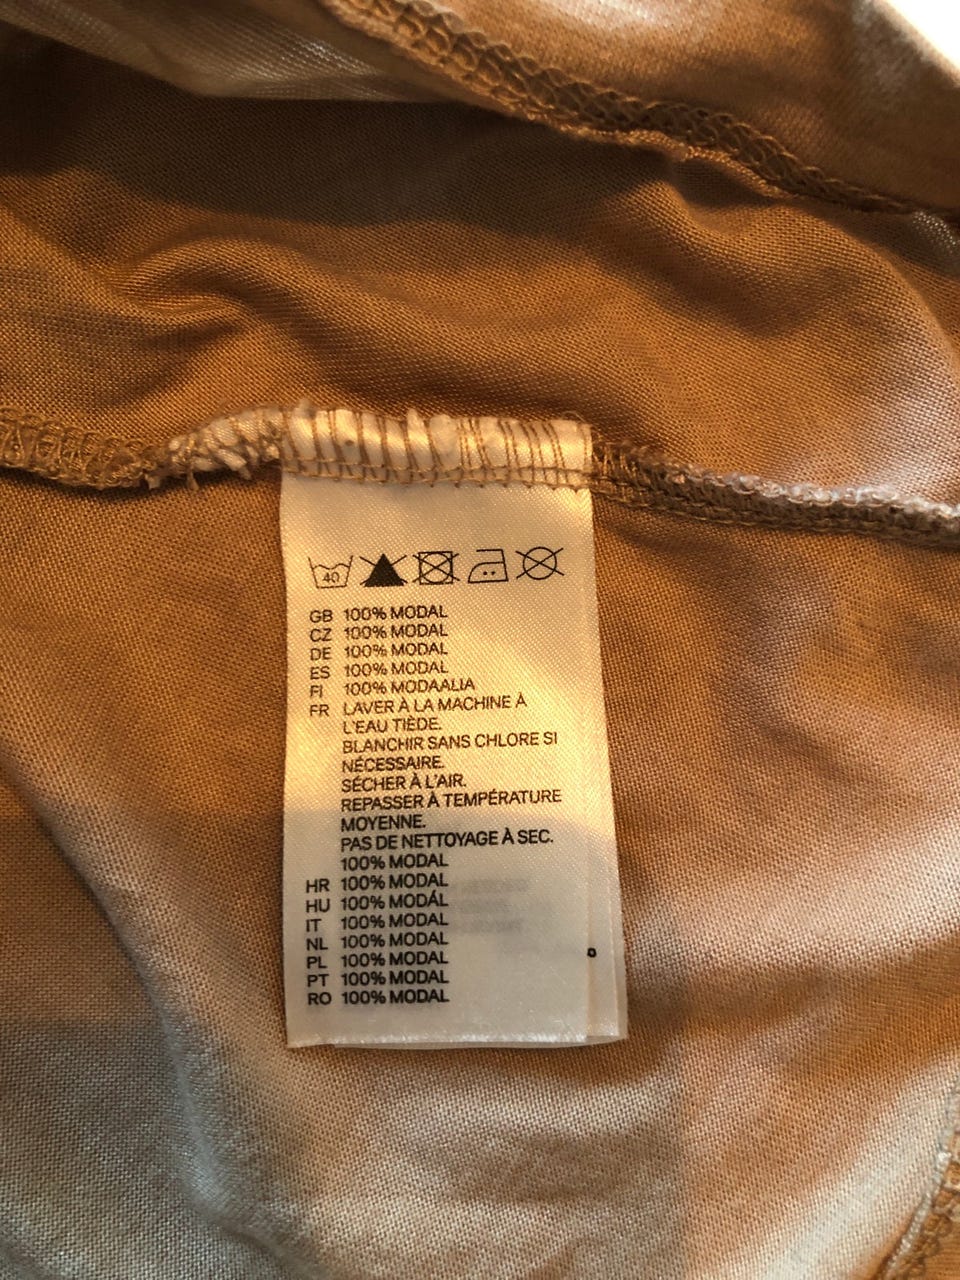 40
GB 100% MODAL
CZ 100% MODAL
DE 100% MODAL
ES 100% MODAL
FI 100% MODAALIA
FR LAVER À LA MACHINE À
L'EAU TIÈDE.
BLANCHIR SANS CHLORE SI
NÉCESSAIRE.
SÉCHER À L'AIR.
REPASSER À TEMPÉRATURE
MOYENNE.
PAS DE NETTOYAGE À SEC.
100% MODAL
HR 100% MODAL
HU 100% MODÁL
IT 100% MODAL
NL 100% MODAL
PL 100% MODAL
PT 100% MODAL
RO 100% MODAL